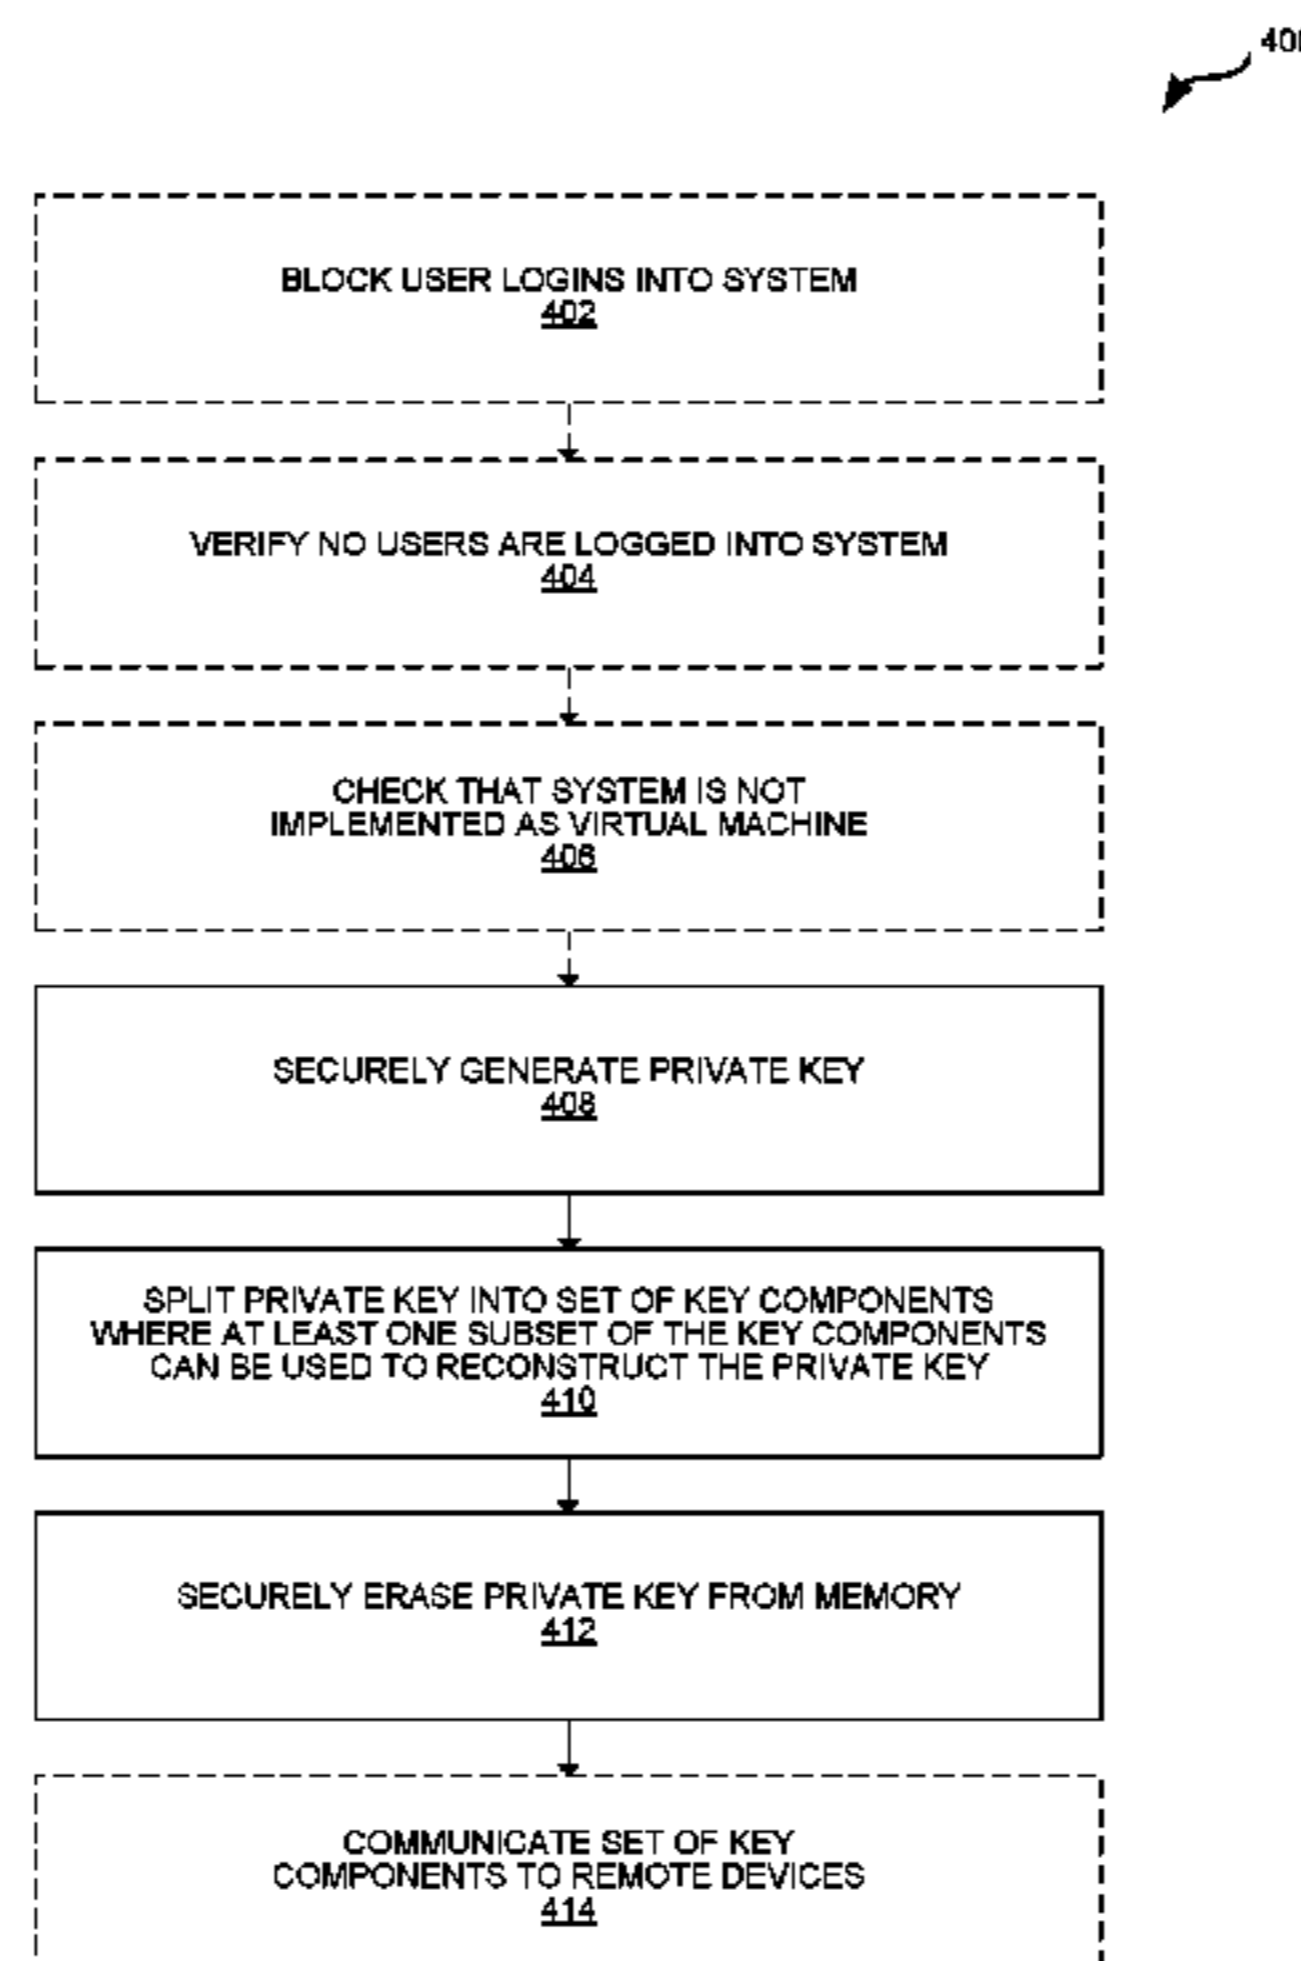 BLOCK USER LOGINS INTO SYSTEM
402
VERIFY NO USERS ARE LOGGED INTO SYSTEM
404
CHECK THAT SYSTEM IS NOT
IMPLEMENTED AS VIRTUAL MACHINE
406
SECURELY GENERATE PRIVATE KEY
408
SPLIT PRIVATE KEY INTO SET OF KEY COMPONENTS
WHERE AT LEAST ONE SUBSET OF THE KEY COMPONENTS
CAN BE USED TO RECONSTRUCT THE PRIVATE KEY
410
SECURELY ERASE PRIVATE KEY FROM MEMORY
412
COMMUNICATE SET OF KEY
COMPONENTS TO REMOTE DEVICES
414